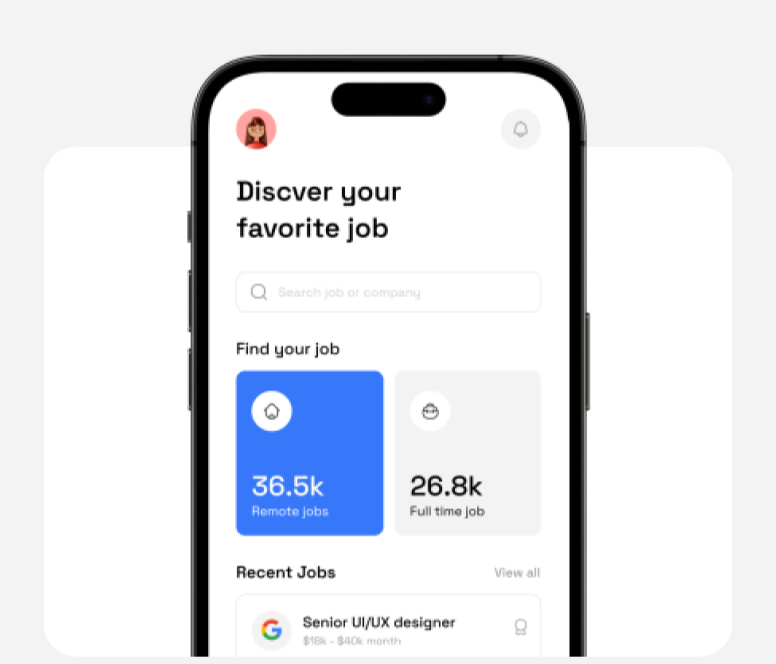 Discver your
favorite job
Search job or company
Find your job
36.5k
Remote jobs
26.8k
Full time job
Recent Jobs
View all
Senior UI/UX designer
$16k - $40k month